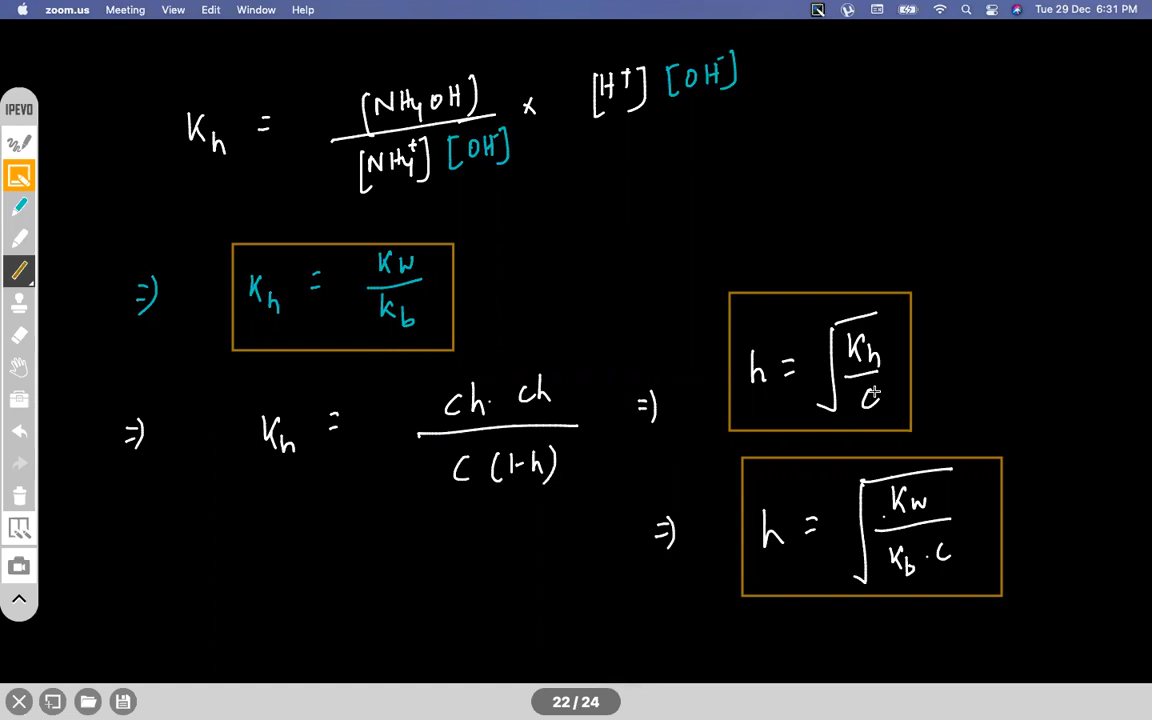 zoom.us Meeting View Edit Window Help Tue 29 Dec 6:31 PM
IPEVO
Kh = [NH4OH] / [NH4+] [OH-] × [H+] [OH-]
⇒ Kh = Kw / Kb
⇒ Kh = ch · ch / C (1-h) ⇒ h = √(Kh / C)
⇒ h = √(Kw / Kb · C)
22 / 24